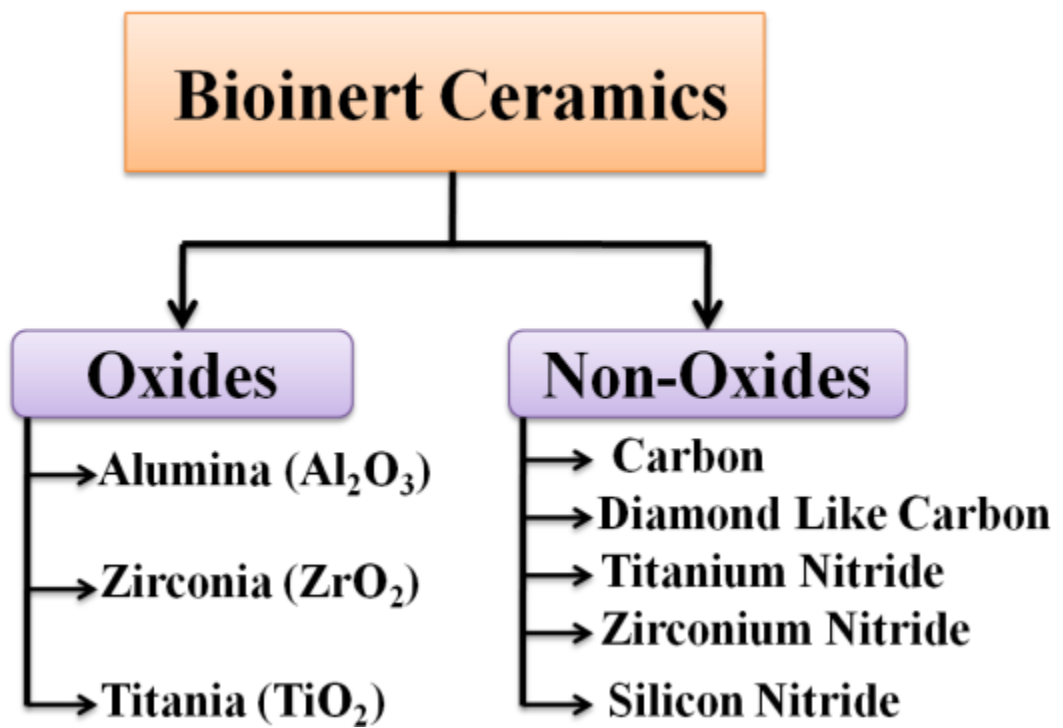 Bioinert Ceramics
Oxides
Alumina (Al₂O₃)
Zirconia (ZrO₂)
Titania (TiO₂)
Non-Oxides
Carbon
Diamond Like Carbon
Titanium Nitride
Zirconium Nitride
Silicon Nitride